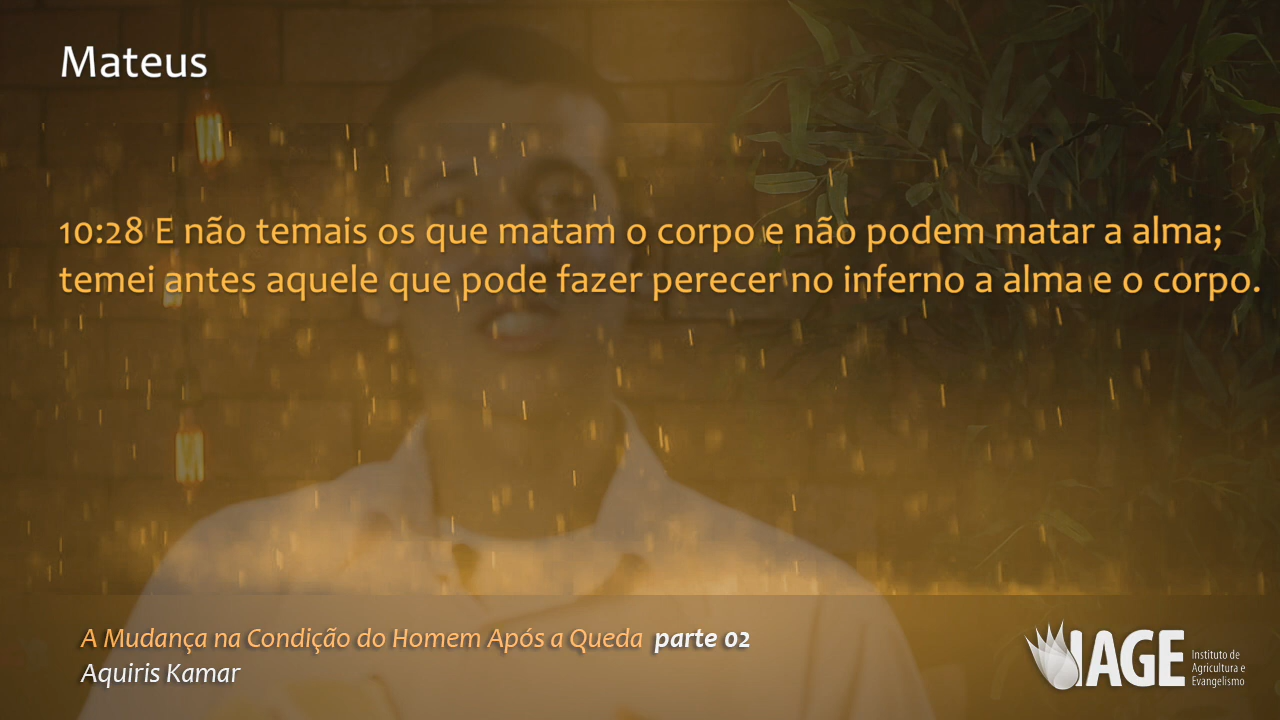 Mateus
10:28 E não temais os que matam o corpo e não podem matar a alma;
temei antes aquele que pode fazer perecer no inferno a alma e o corpo.
A Mudança na Condição do Homem Após a Queda parte 02
Aquiris Kamar
IAGE
Instituto de
Agricultura e
Evangelismo